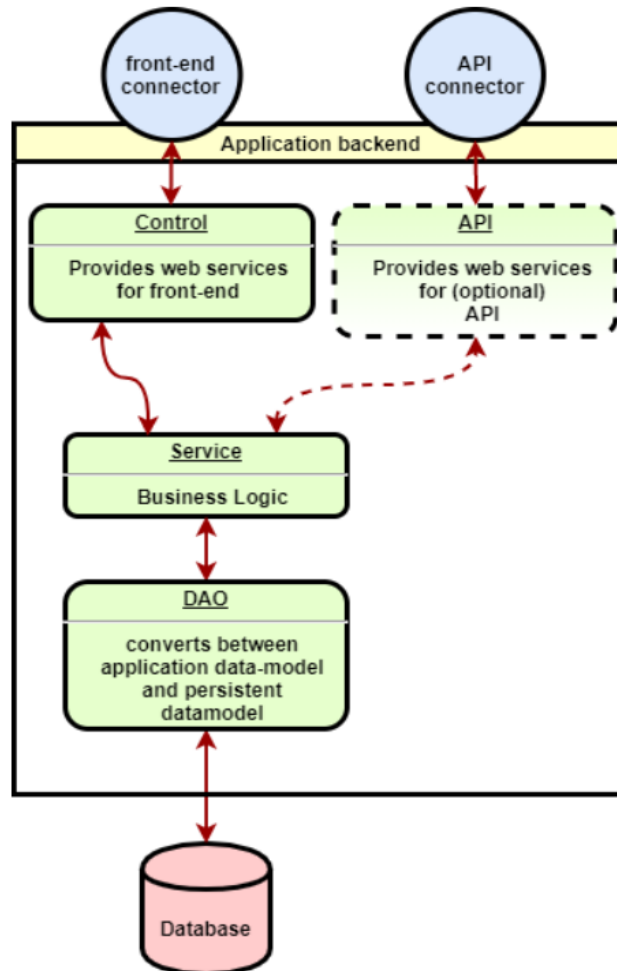 front-end
connector
API
connector
Application backend
Control
Provides web services
for front-end
API
Provides web services
for (optional)
API
Service
Business Logic
DAO
converts between
application data-model
and persistent
datamodel
Database